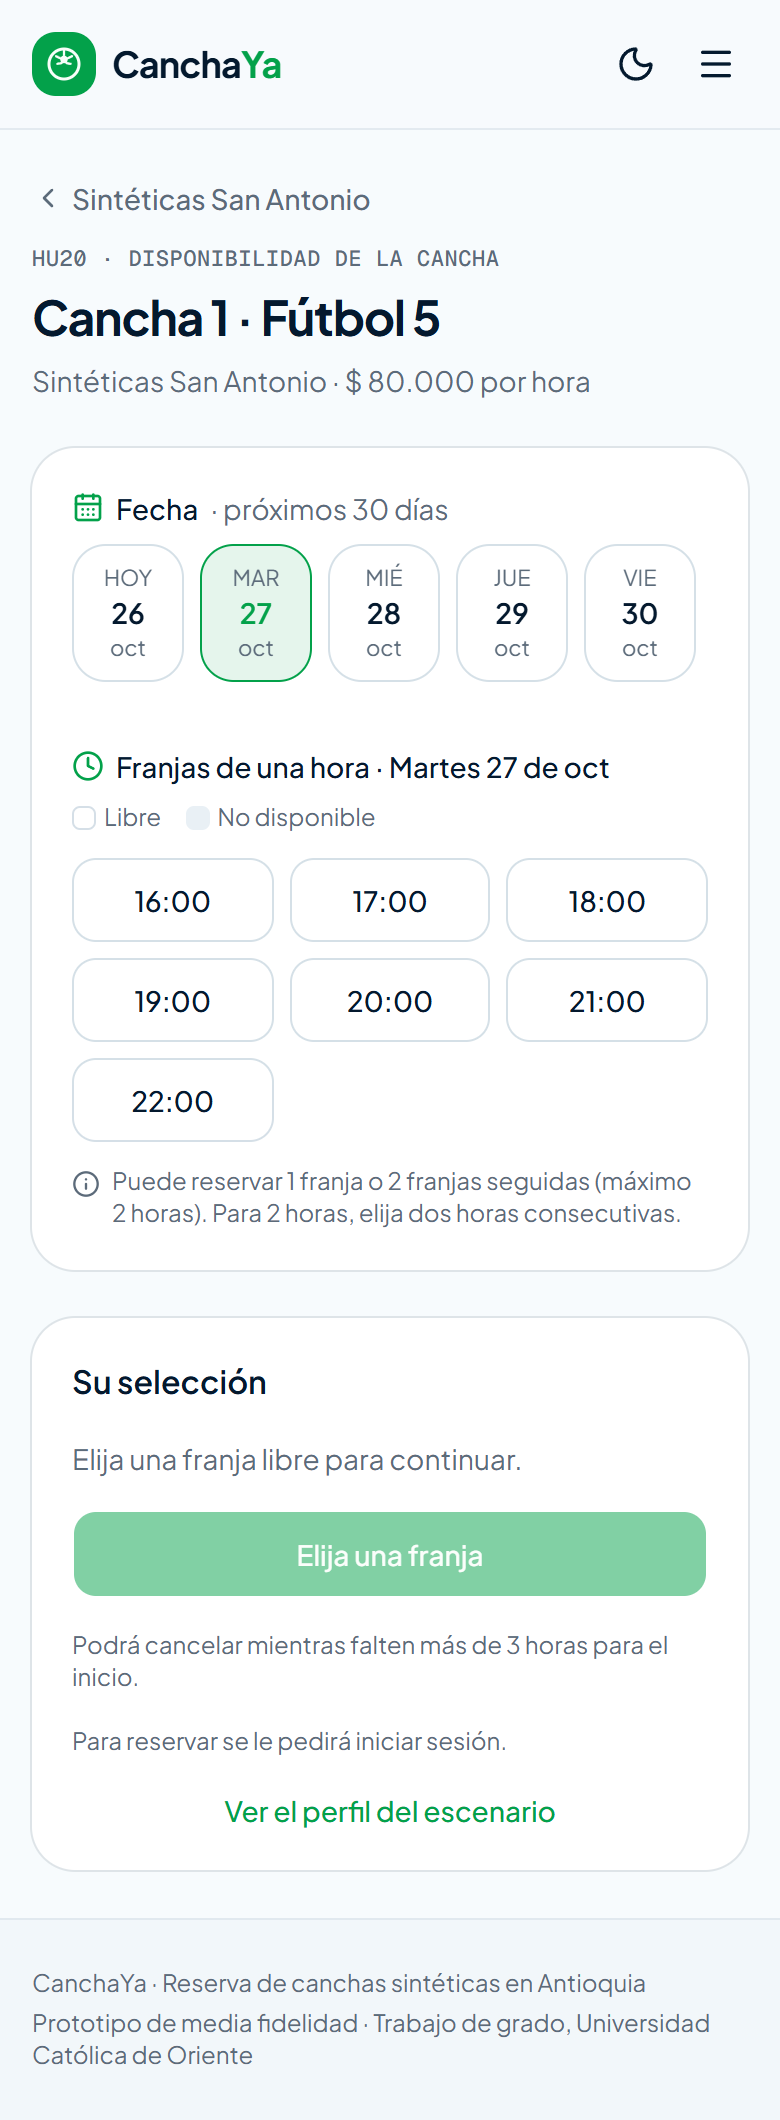 CanchaYa
Sintéticas San Antonio
HU20 · DISPONIBILIDAD DE LA CANCHA
Cancha 1 · Fútbol 5
Sintéticas San Antonio · $ 80.000 por hora
Fecha · próximos 30 días
HOY MAR MIÉ JUE VIE
26 27 28 29 30
oct oct oct oct oct
Franjas de una hora · Martes 27 de oct
Libre No disponible
16:00 17:00 18:00
19:00 20:00 21:00
22:00
Puede reservar 1 franja o 2 franjas seguidas (máximo
2 horas). Para 2 horas, elija dos horas consecutivas.
Su selección
Elija una franja libre para continuar.
Elija una franja
Podrá cancelar mientras falten más de 3 horas para el
inicio.
Para reservar se le pedirá iniciar sesión.
Ver el perfil del escenario
CanchaYa · Reserva de canchas sintéticas en Antioquia
Prototipo de media fidelidad · Trabajo de grado, Universidad
Católica de Oriente